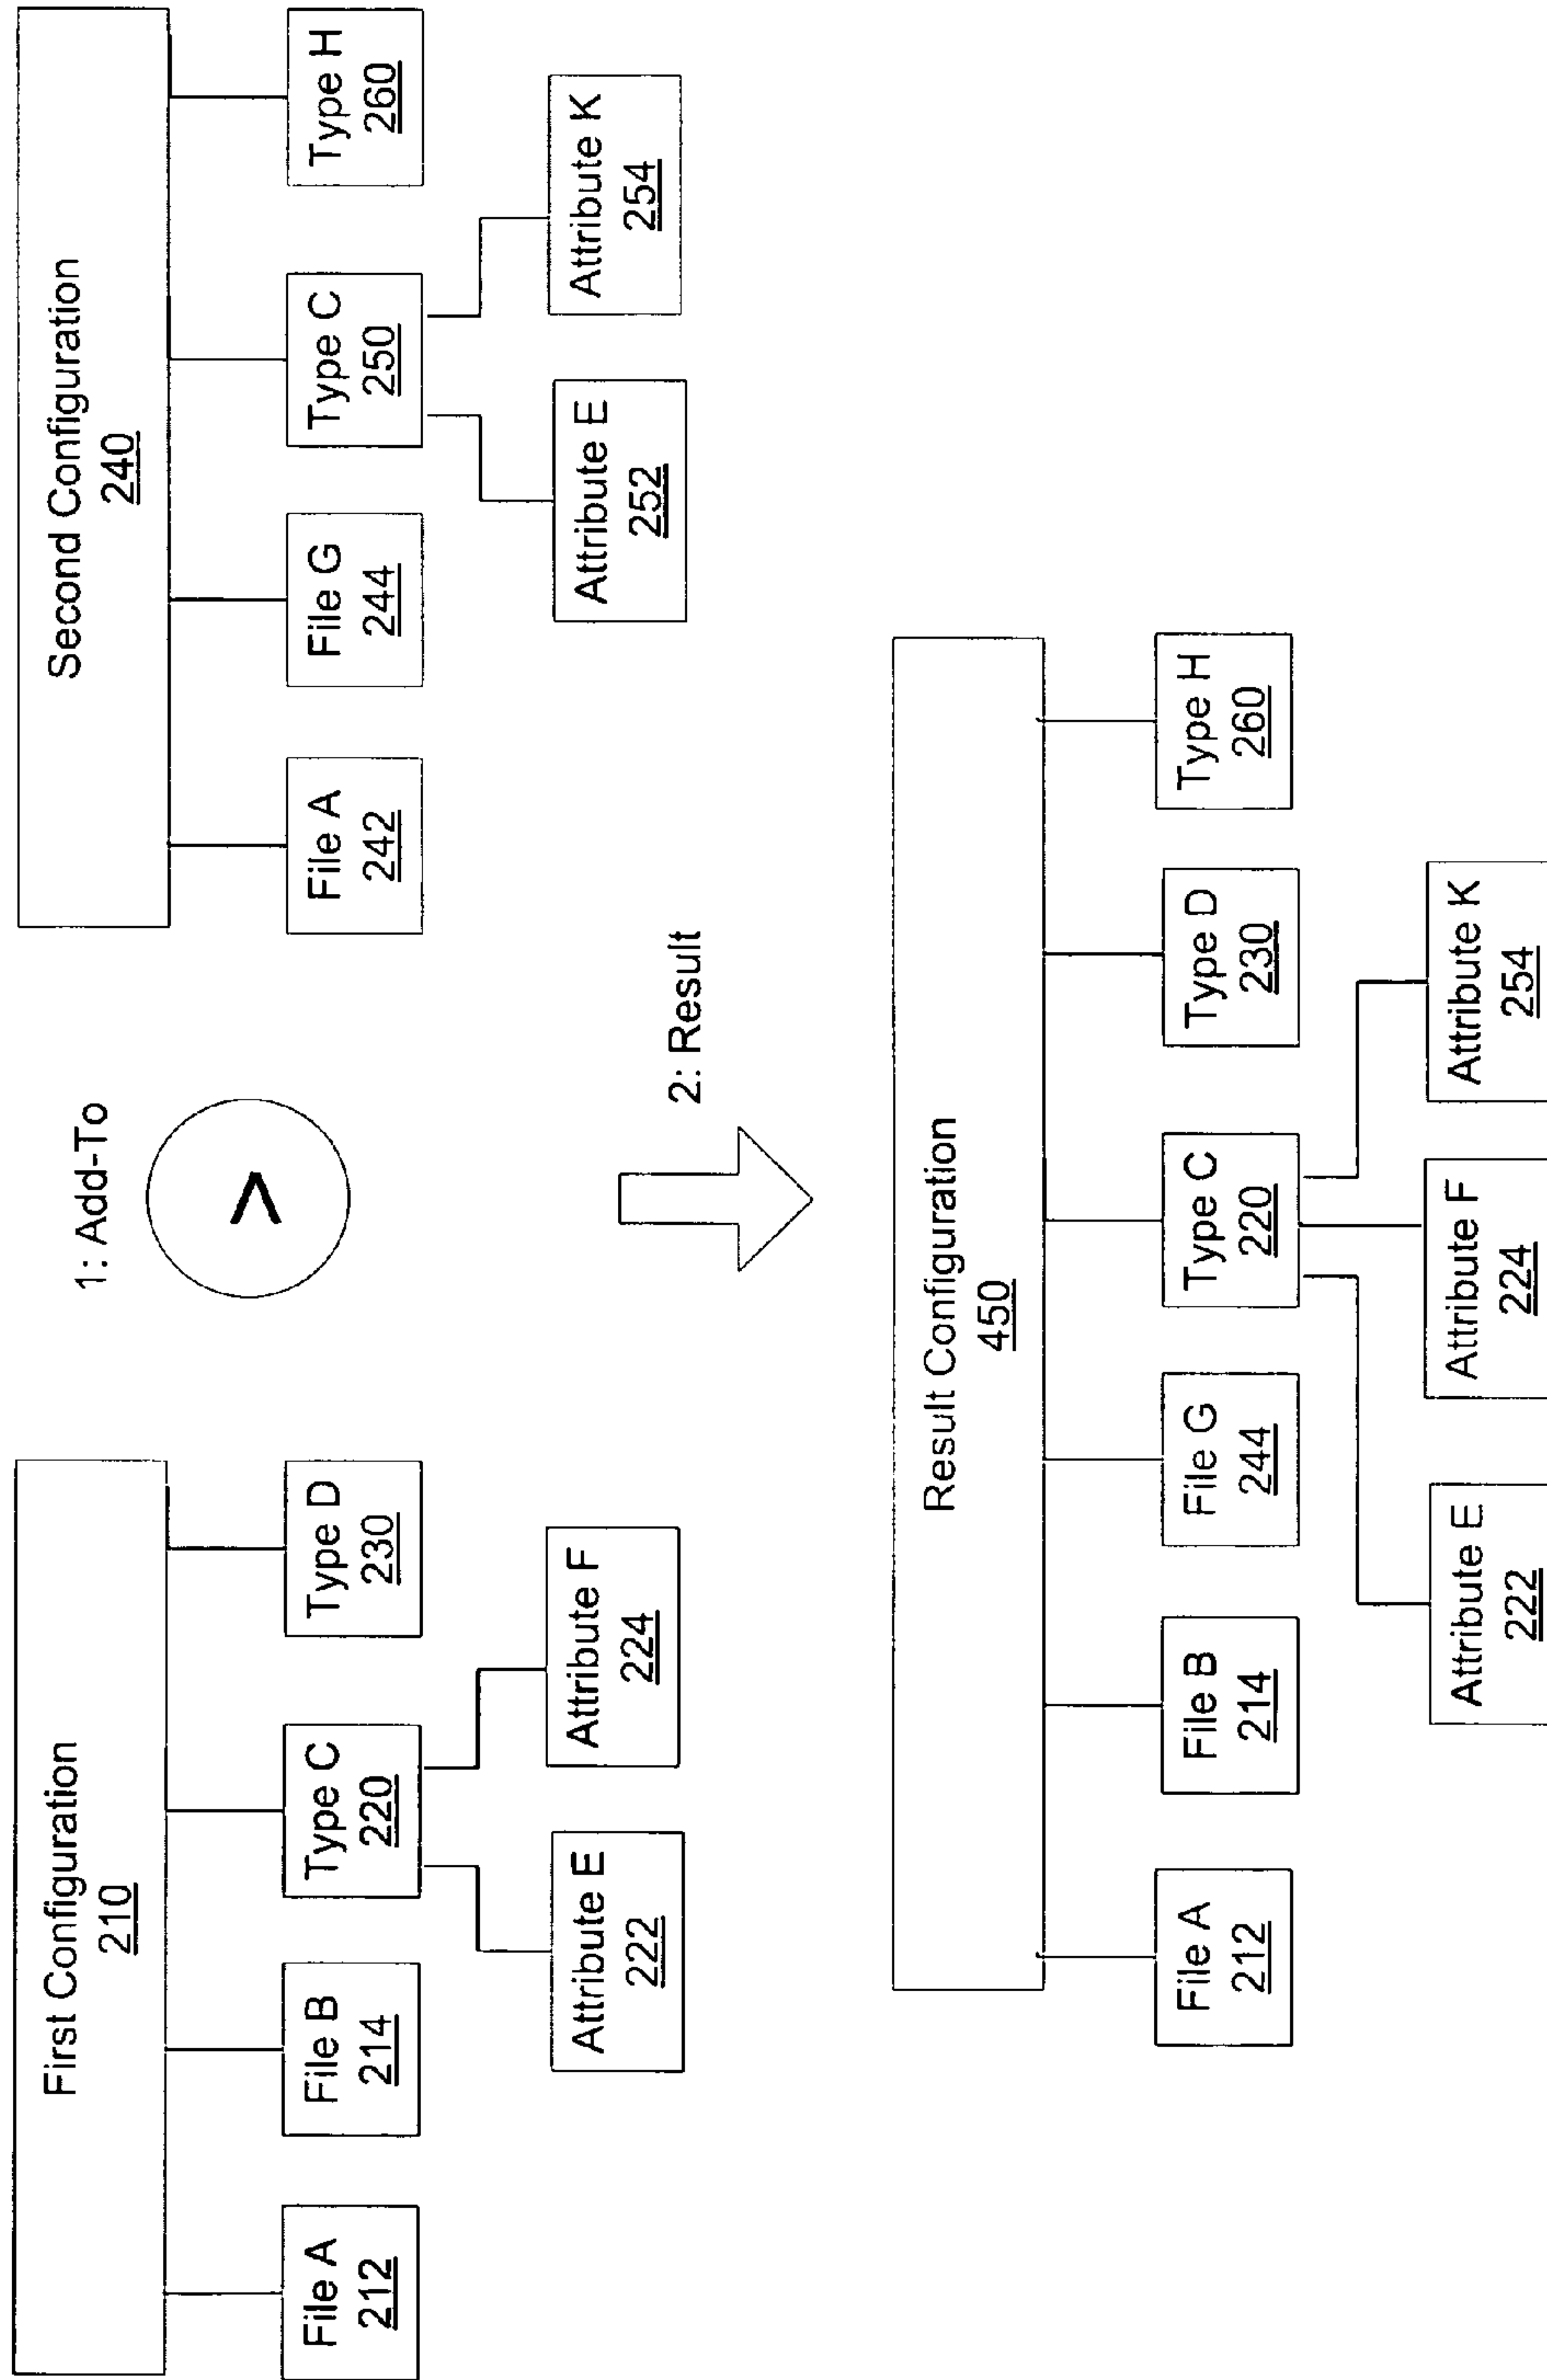 First Configuration
210
File A
212
File B
214
Type C
220
Type D
230
Attribute E
222
Attribute F
224
1: Add-To
>
Second Configuration
240
File A
242
File G
244
Type C
250
Type H
260
Attribute E
252
Attribute K
254
2: Result
Result Configuration
450
File A
212
File B
214
File G
244
Type C
220
Type D
230
Type H
260
Attribute E
222
Attribute F
224
Attribute K
254